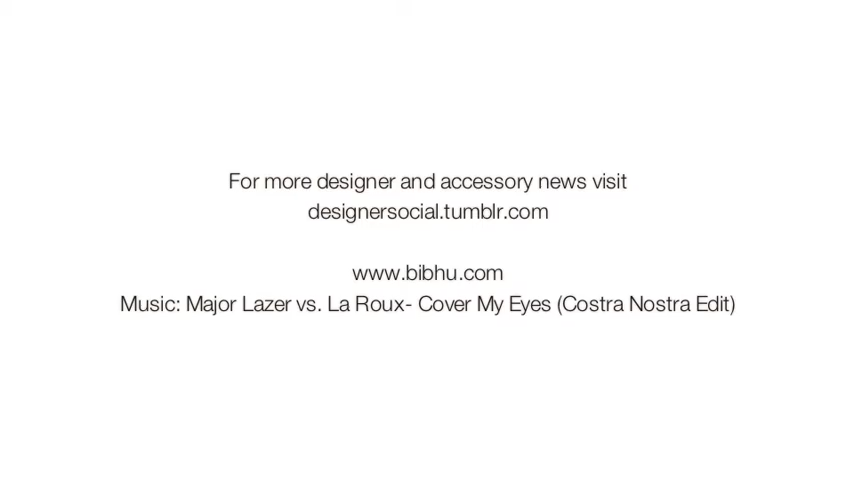 For more designer and accessory news visit
designersocial.tumblr.com
www.bibhu.com
Music: Major Lazer vs. La Roux- Cover My Eyes (Costra Nostra Edit)